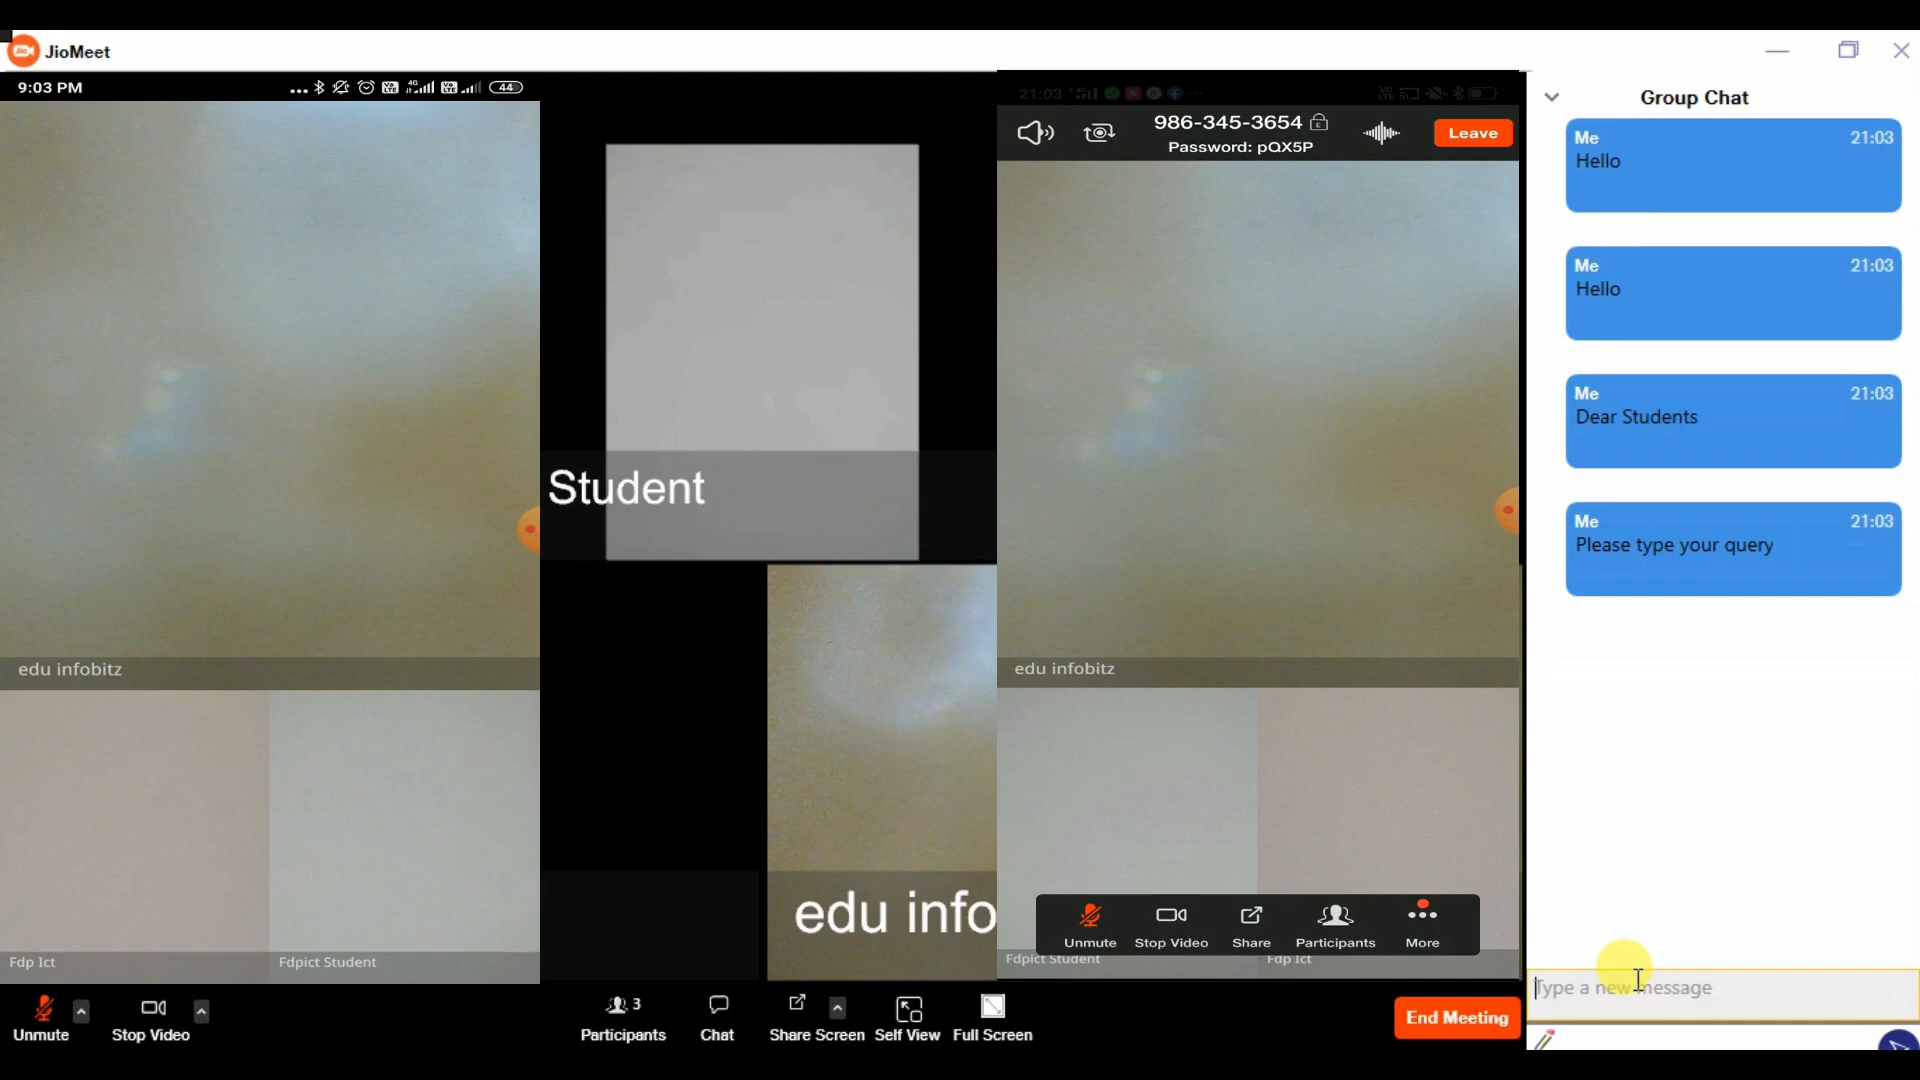 JioMeet
9:03 PM
44
Student
edu infobitz
Fdp Ict
Fdpict Student
edu info
21:03
986-345-3654
Password: pQX5P
Leave
edu infobitz
Unmute
Stop Video
Share
Participants
More
Fdpict Student
Fdp Ict
Group Chat
Me 21:03
Hello
Me 21:03
Hello
Me 21:03
Dear Students
Me 21:03
Please type your query
Type a new message
Unmute
Stop Video
3
Participants
Chat
Share Screen
Self View
Full Screen
End Meeting